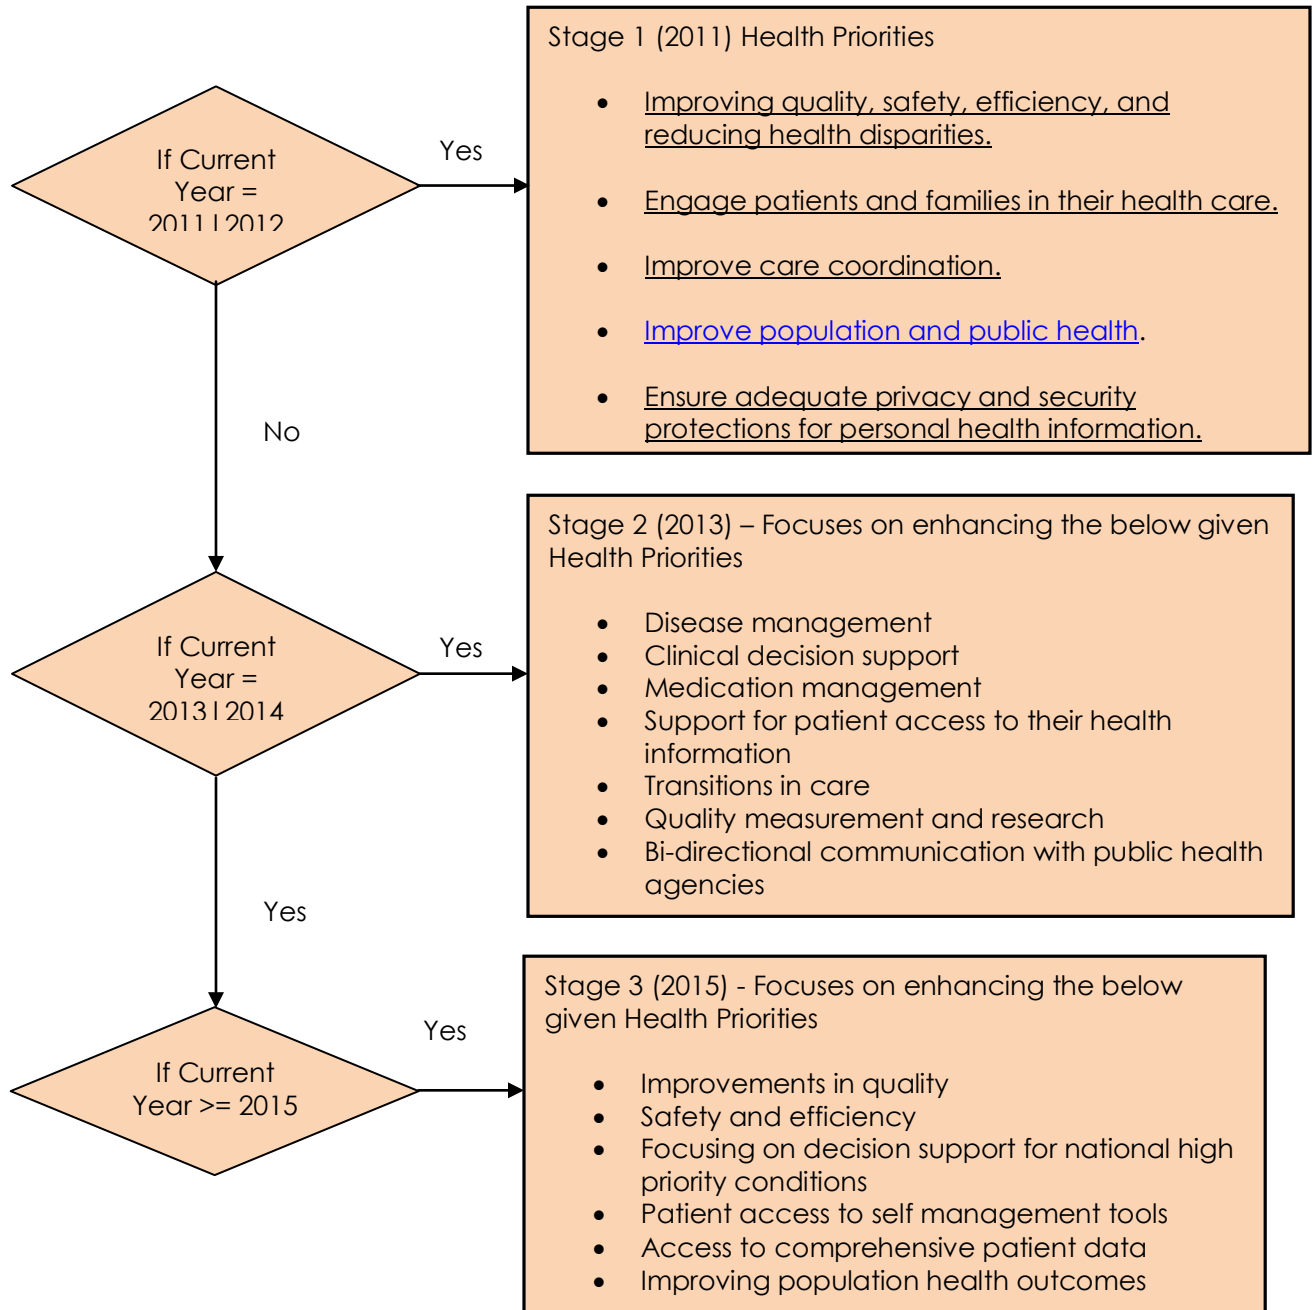 Stage 1 (2011) Health Priorities
• Improving quality, safety, efficiency, and
reducing health disparities.
• Engage patients and families in their health care.
• Improve care coordination.
• Improve population and public health.
• Ensure adequate privacy and security
protections for personal health information.
If Current
Year =
2011|2012
Yes
No
Stage 2 (2013) – Focuses on enhancing the below given
Health Priorities
• Disease management
• Clinical decision support
• Medication management
• Support for patient access to their health
information
• Transitions in care
• Quality measurement and research
• Bi-directional communication with public health
agencies
If Current
Year =
2013|2014
Yes
Yes
Stage 3 (2015) - Focuses on enhancing the below
given Health Priorities
• Improvements in quality
• Safety and efficiency
• Focusing on decision support for national high
priority conditions
• Patient access to self management tools
• Access to comprehensive patient data
• Improving population health outcomes
If Current
Year >= 2015
Yes